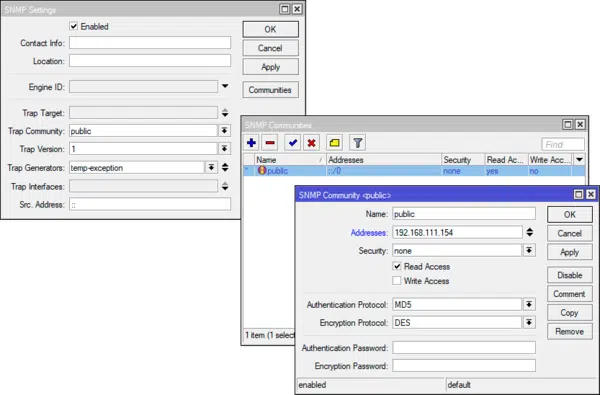 SNMP Settings
Enabled
OK
Contact Info:
Cancel
Location:
Apply
Engine ID:
Communities
Trap Target:
Trap Community: public
Trap Version: 1
Trap Generators: temp-exception
Trap Interfaces:
Src. Address: ::
SNMP Communities
Find
Name / Addresses Security Read Ac... Write Acc...
* public ::/0 none yes no
1 item (1 select
SNMP Community <public>
Name: public
OK
Addresses: 192.168.111.154
Cancel
Security: none
Apply
Read Access
Disable
Write Access
Comment
Authentication Protocol: MD5
Copy
Encryption Protocol: DES
Remove
Authentication Password:
Encryption Password:
enabled default